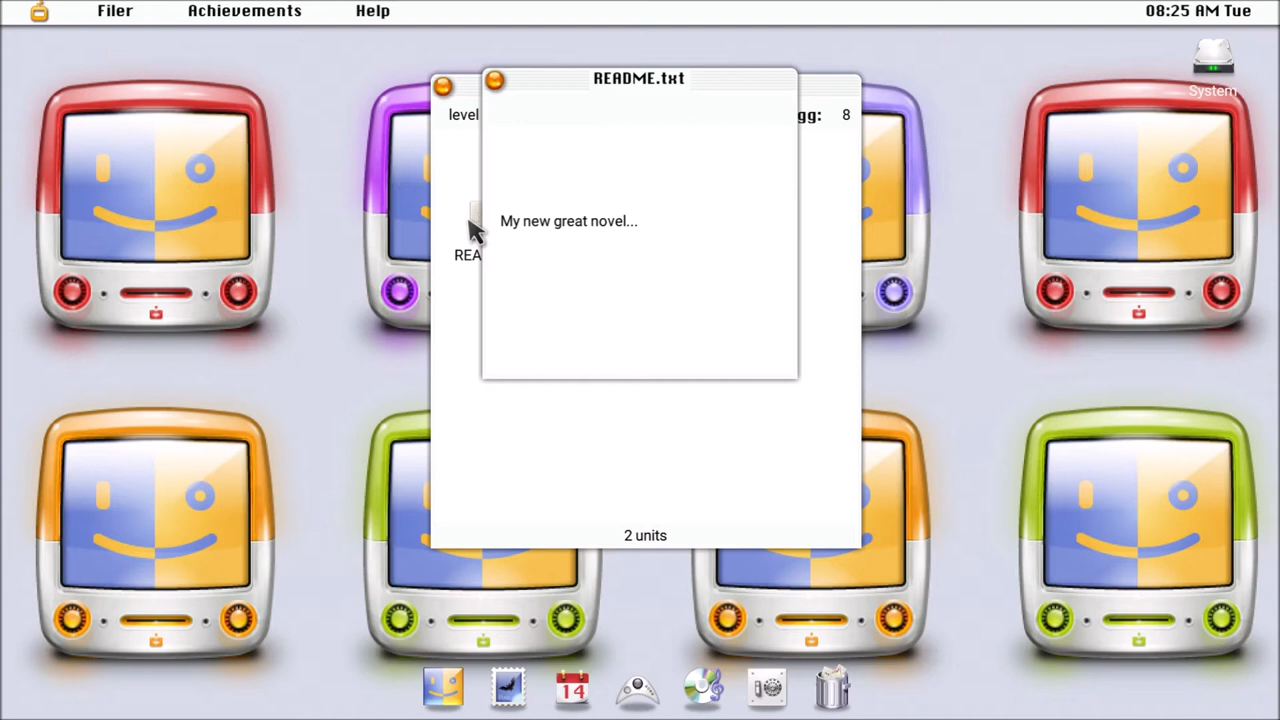 Filer Achievements Help 08:25 AM Tue
System
README.txt
level gg: 8
My new great novel...
REA
2 units
14